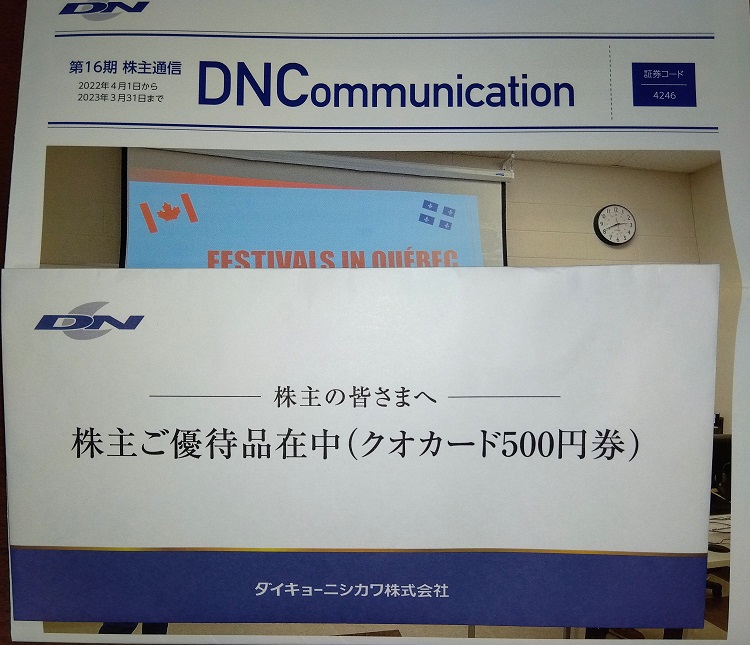 DN
第16期 株主通信
2022年4月1日から
2023年3月31日まで
DNCommunication
証券コード
4246
FESTIVALS IN QUÉBEC
DN
株主の皆さまへ
株主ご優待品在中(クオカード500円券)
ダイキョーニシカワ株式会社